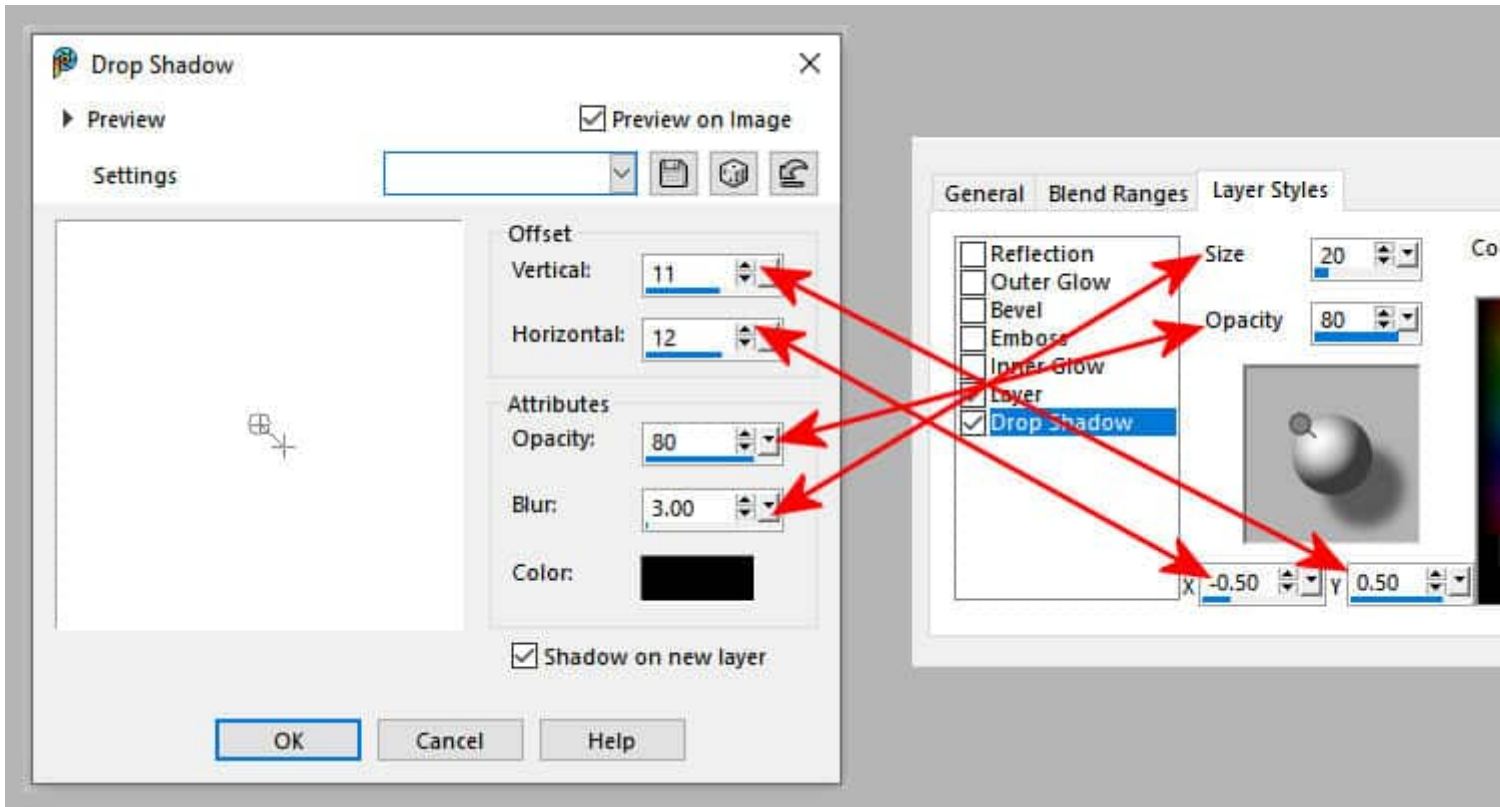 Drop Shadow
Preview
Preview on Image
Settings
Offset
Vertical: 11
Horizontal: 12
Attributes
Opacity: 80
Blur: 3.00
Color:
Shadow on new layer
OK Cancel Help
General Blend Ranges Layer Styles
Reflection
Outer Glow
Bevel
Emboss
Inner Glow
Layer
Drop Shadow
Size 20
Opacity 80
Co
X -0.50 Y 0.50